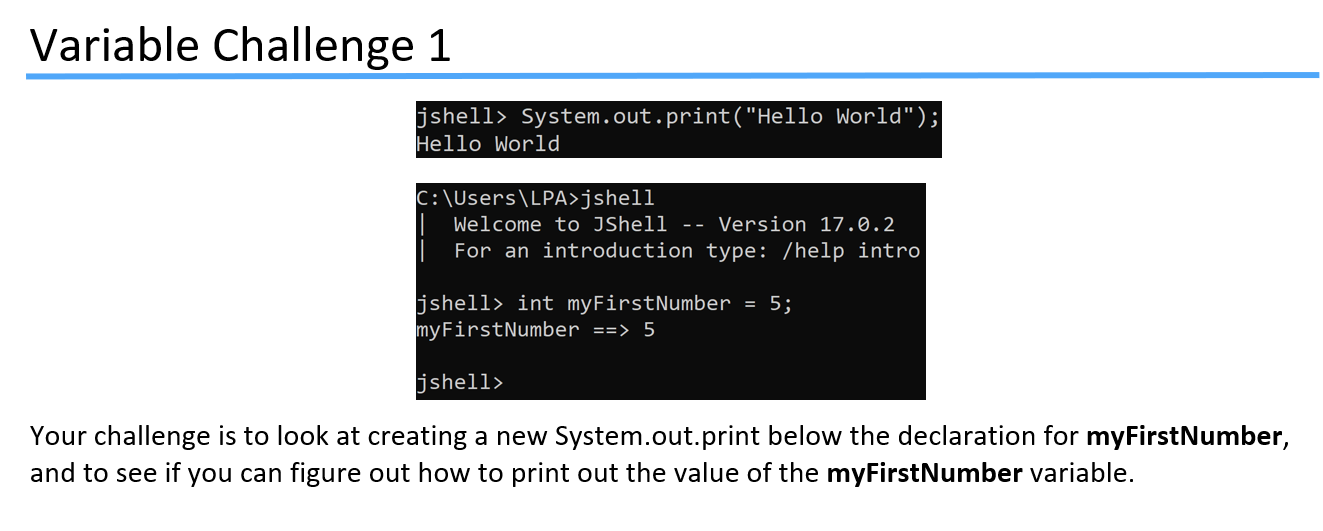 Variable Challenge 1
jshell> System.out.print("Hello World");
Hello World
C:\Users\LPA>jshell
|  Welcome to JShell -- Version 17.0.2
|  For an introduction type: /help intro
jshell> int myFirstNumber = 5;
myFirstNumber ==> 5
jshell>
Your challenge is to look at creating a new System.out.print below the declaration for myFirstNumber,
and to see if you can figure out how to print out the value of the myFirstNumber variable.